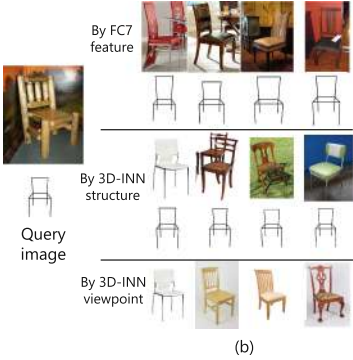 By FC7
feature
By 3D-INN
structure
Query
image
By 3D-INN
viewpoint
(b)